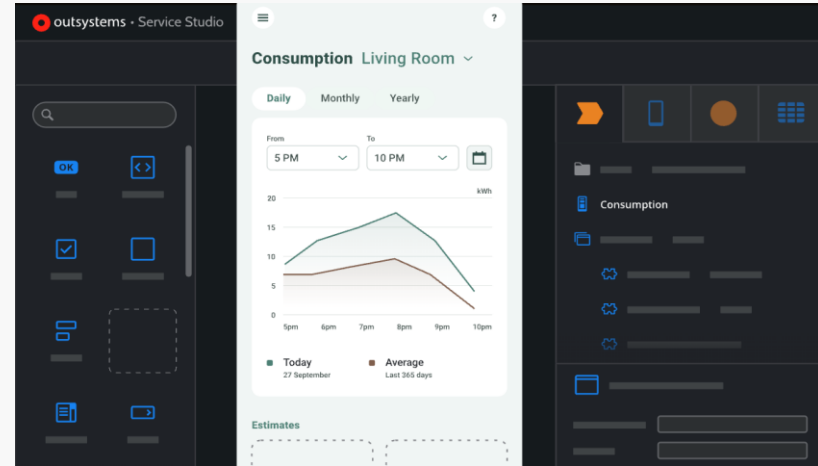 outsystems • Service Studio
?
Consumption Living Room
Daily Monthly Yearly
From To
5 PM 10 PM
kWh
20
15
10
5
0
5pm 6pm 7pm 8pm 9pm 10pm
Today Average
27 September Last 365 days
Estimates
OK
Consumption